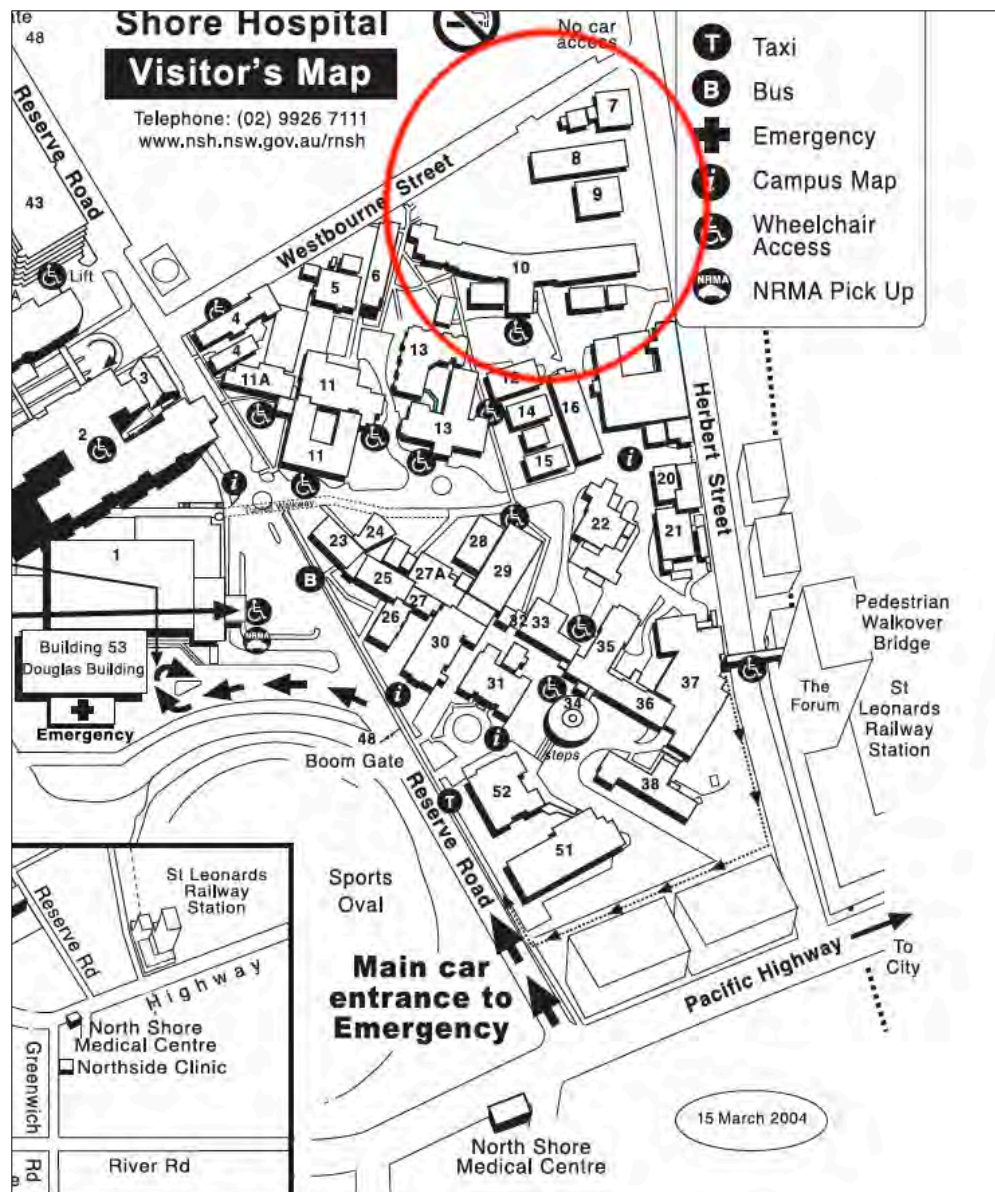 ate
48
Shore Hospital
Visitor's Map
Telephone: (02) 9926 7111
www.nsh.nsw.gov.au/rnsh
No car
access
T Taxi
B Bus
Emergency
i Campus Map
Wheelchair
Access
NRMA NRMA Pick Up
Reserve Road
Westbourne Street
43
Lift
A
7
8
9
10
6
5
4
4
3
2
11A
11
11
13
13
12
14
15
16
i
i
Herbert Street
20
21
22
1
23
24
25
26
27
27A
28
29
30
31
32
33
34
35
36
37
38
B
NRMA
Building 53
Douglas Building
Emergency
i
i
48
Boom Gate
steps
Pedestrian
Walkover
Bridge
The
Forum
St
Leonards
Railway
Station
52
51
T
Reserve Road
Sports
Oval
Main car
entrance to
Emergency
Pacific Highway
To
City
St Leonards
Railway
Station
Reserve Rd
Highway
North Shore
Medical Centre
Northside Clinic
Greenwich
Rd
River Rd
North Shore
Medical Centre
15 March 2004